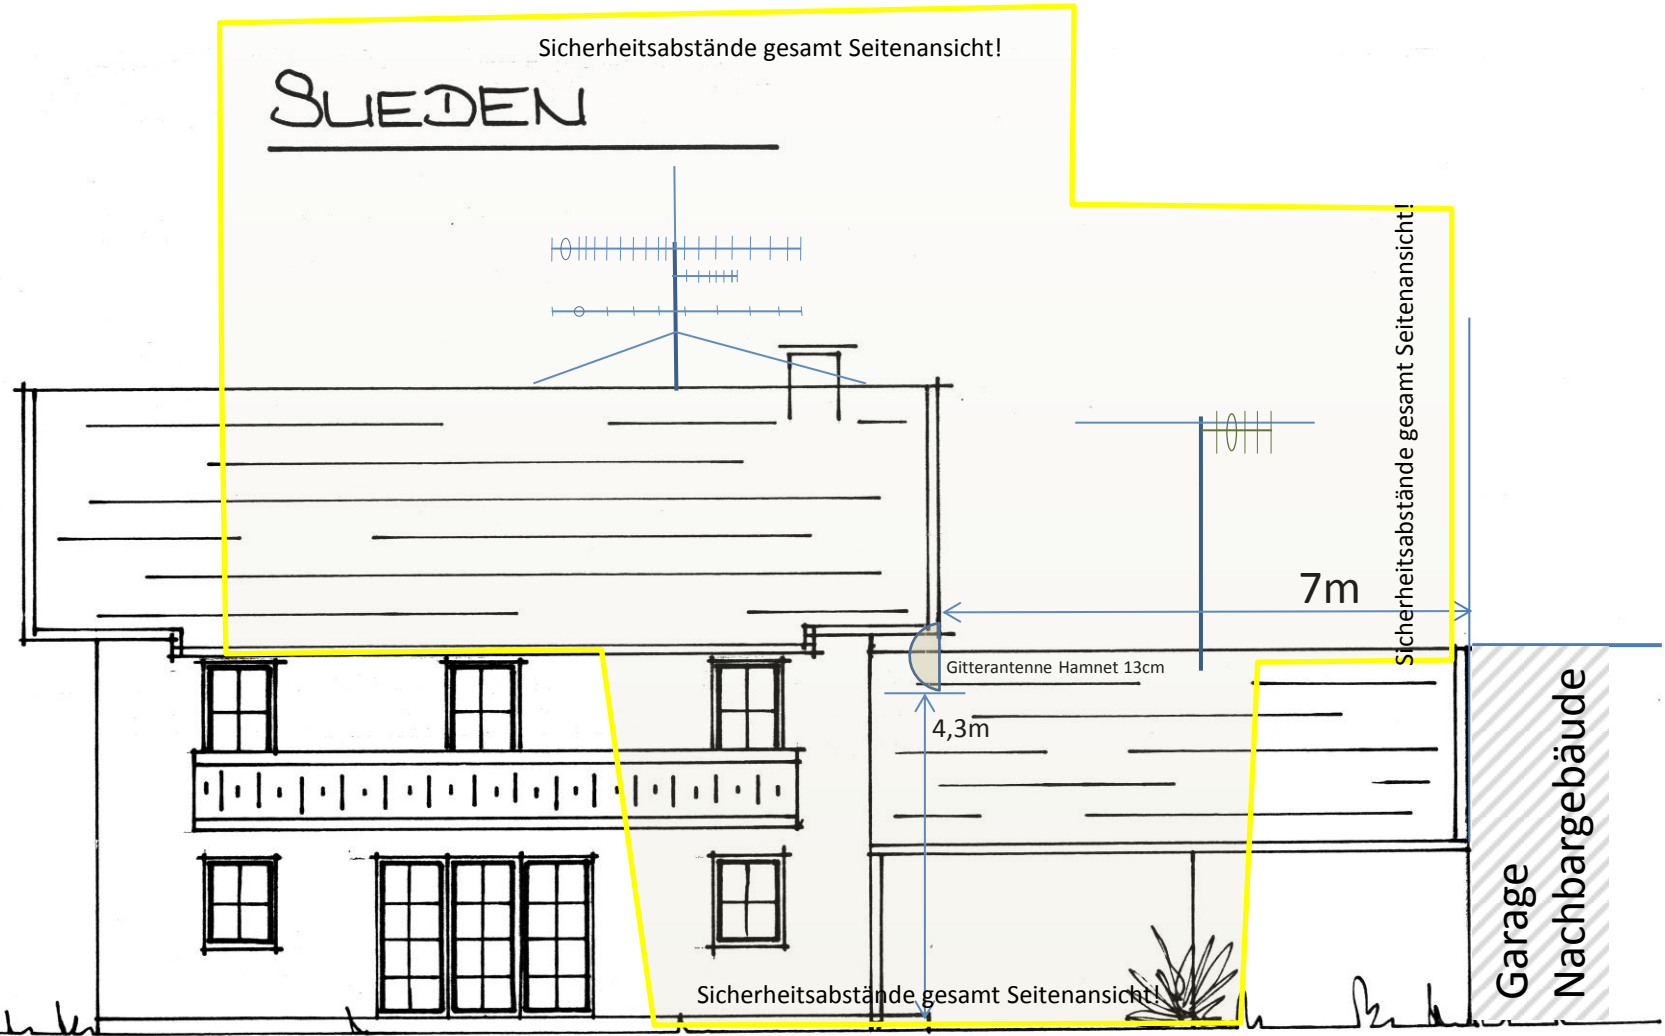 Sicherheitsabstände gesamt Seitenansicht!
SUEDEN
Sicherheitsabstände gesamt Seitenansicht!
7m
Gitterantenne Hamnet 13cm
4,3m
Garage
Nachbargebäude
Sicherheitsabstände gesamt Seitenansicht!